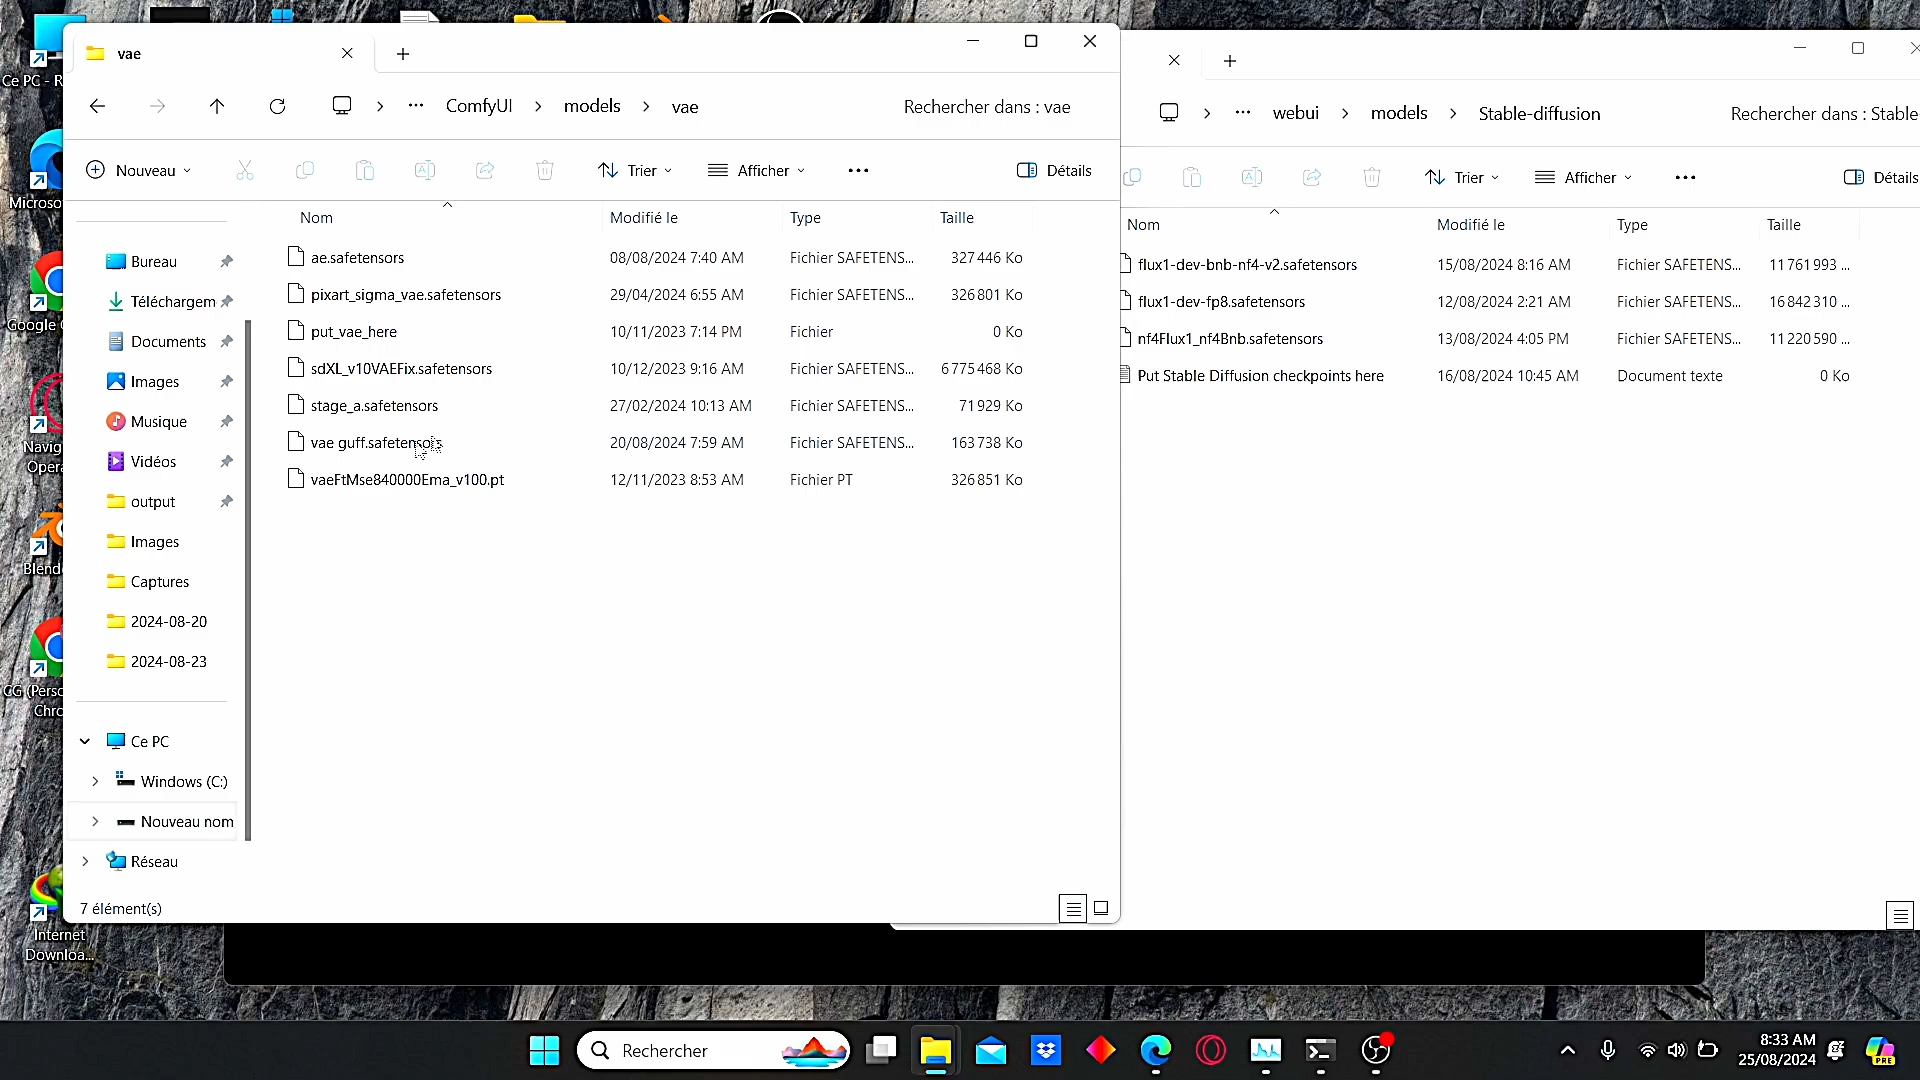 Ce PC - R
Microso
Google C
Navig
Opera
Blende
CG (Perso
Chro
Internet
Downloa...
vae
ComfyUI
models
vae
Rechercher dans : vae
Nouveau
Trier
Afficher
Détails
Nom
Modifié le
Type
Taille
Bureau
Téléchargem
Documents
Images
Musique
Vidéos
output
Images
Captures
2024-08-20
2024-08-23
Ce PC
Windows (C:)
Nouveau nom
Réseau
ae.safetensors 08/08/2024 7:40 AM Fichier SAFETENS... 327 446 Ko
pixart_sigma_vae.safetensors 29/04/2024 6:55 AM Fichier SAFETENS... 326 801 Ko
put_vae_here 10/11/2023 7:14 PM Fichier 0 Ko
sdXL_v10VAEFix.safetensors 10/12/2023 9:16 AM Fichier SAFETENS... 6 775 468 Ko
stage_a.safetensors 27/02/2024 10:13 AM Fichier SAFETENS... 71 929 Ko
vae guff.safetensors 20/08/2024 7:59 AM Fichier SAFETENS... 163 738 Ko
vaeFtMse840000Ema_v100.pt 12/11/2023 8:53 AM Fichier PT 326 851 Ko
7 élément(s)
webui
models
Stable-diffusion
Rechercher dans : Stable
Trier
Afficher
Détails
Nom
Modifié le
Type
Taille
flux1-dev-bnb-nf4-v2.safetensors 15/08/2024 8:16 AM Fichier SAFETENS... 11 761 993 ...
flux1-dev-fp8.safetensors 12/08/2024 2:21 AM Fichier SAFETENS... 16 842 310 ...
nf4Flux1_nf4Bnb.safetensors 13/08/2024 4:05 PM Fichier SAFETENS... 11 220 590 ...
Put Stable Diffusion checkpoints here 16/08/2024 10:45 AM Document texte 0 Ko
Rechercher
8:33 AM
25/08/2024
PRE